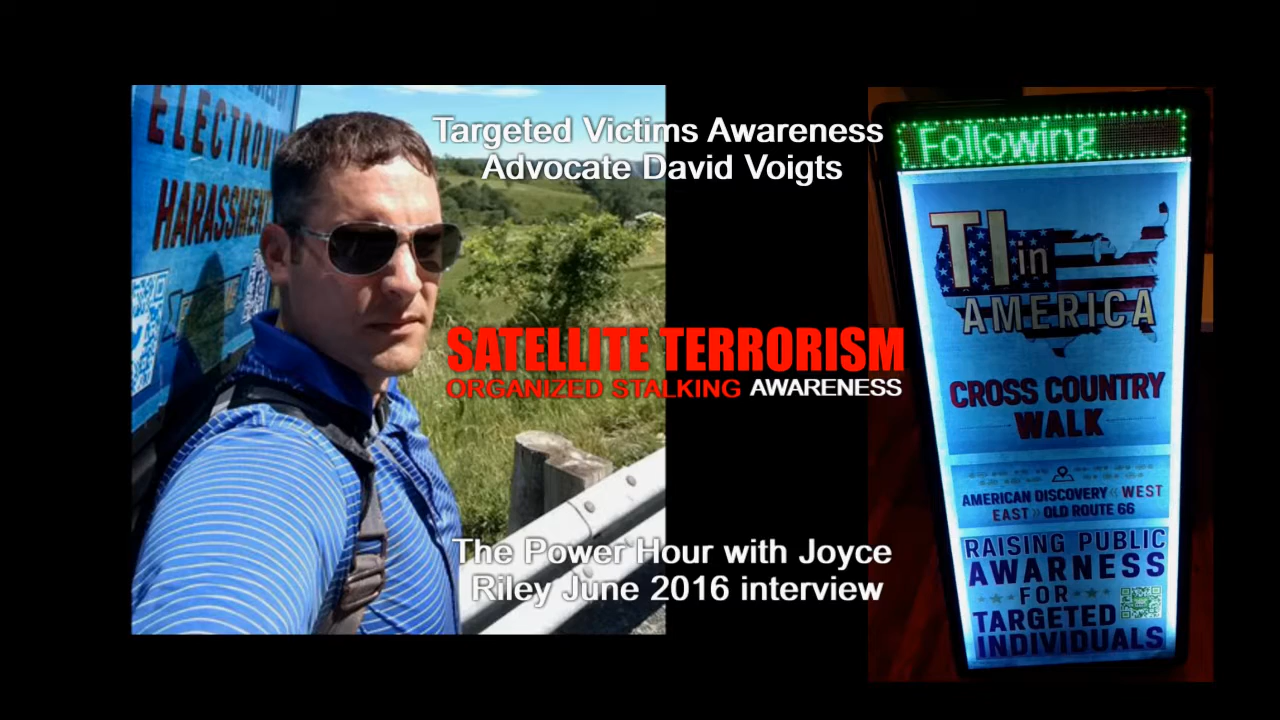 ELECTRON
HARASSMENT
Targeted Victims Awareness
Advocate David Voigts
SATELLITE TERRORISM
ORGANIZED STALKING AWARENESS
The Power Hour with Joyce
Riley June 2016 interview
Following
TI in
AMERICA
CROSS COUNTRY
WALK
AMERICAN DISCOVERY WEST
EAST OLD ROUTE 66
RAISING PUBLIC
AWARNESS
FOR
TARGETED
INDIVIDUALS